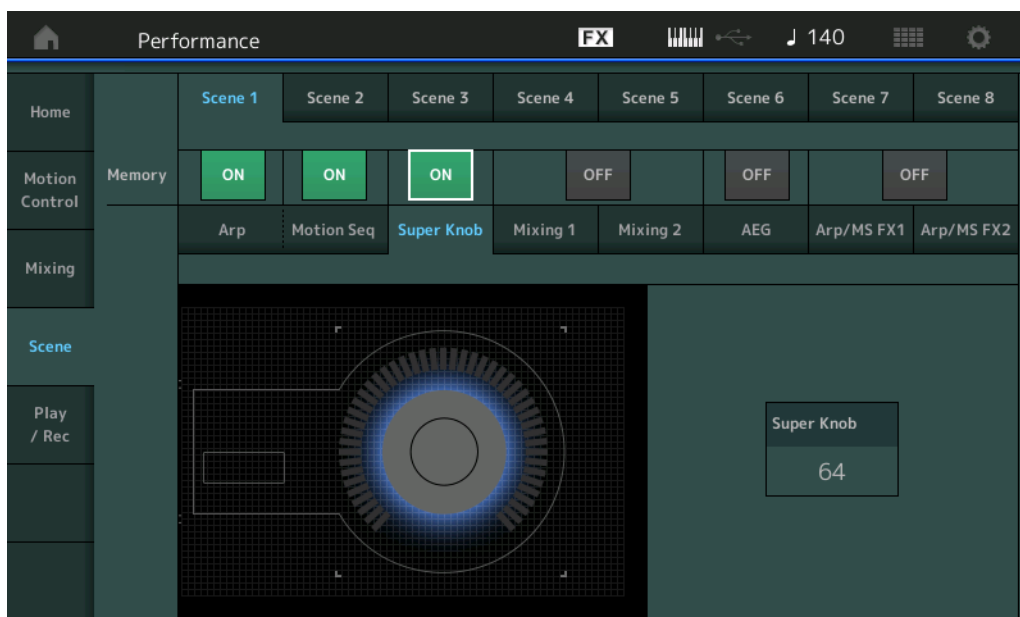 Performance FX 140
Scene 1 Scene 2 Scene 3 Scene 4 Scene 5 Scene 6 Scene 7 Scene 8
Home
Motion
Control
Memory ON ON ON OFF OFF OFF
Arp Motion Seq Super Knob Mixing 1 Mixing 2 AEG Arp/MS FX1 Arp/MS FX2
Mixing
Scene
Play
/ Rec
Super Knob
64